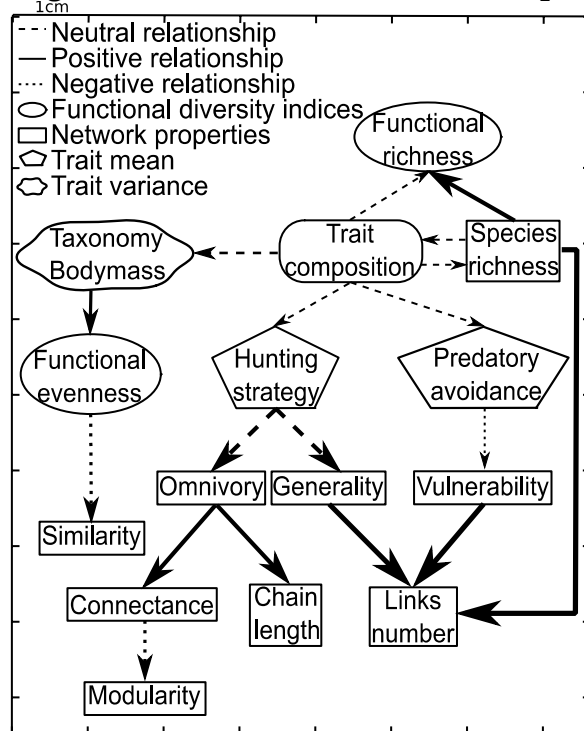 1cm
Neutral relationship
Positive relationship
Negative relationship
Functional diversity indices
Network properties
Trait mean
Trait variance
Functional
richness
Taxonomy
Bodymass
Trait
composition
Species
richness
Functional
evenness
Hunting
strategy
Predatory
avoidance
Omnivory
Generality
Vulnerability
Similarity
Connectance
Chain
length
Links
number
Modularity